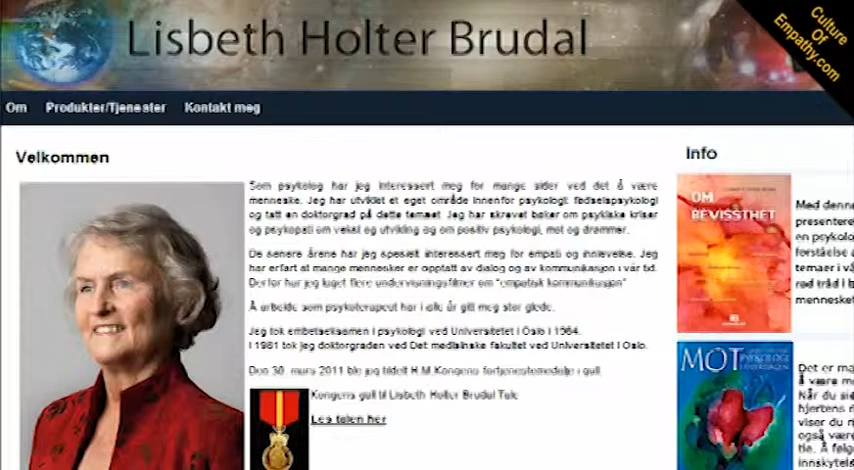 Lisbeth Holter Brudal
Culture
Of
Empathy.com
Om Produkter/Tjenester Kontakt meg
Velkommen
Som psykolog har jeg interessert meg for mange sider ved det å være
menneske. Jeg har utviklet et eget område innenfor psykologi: fødselspsykologi
og tatt en doktorgrad på dette temaet. Jeg har skrevet bøker om psykiske kriser
og psykopati om vekst og utvikling og om positiv psykologi, mot og drømmer.
De senere årene har jeg spesielt interessert meg for empati og innlevelse. Jeg
har erfart at mange mennesker er opptatt av dialog og av kommunikasjon i vår tid.
Derfor har jeg laget flere undervisningsfilmer om "empatisk kommunikasjon"
Å arbeide som psykoterapeut har i alle år gitt meg stor glede.
Jeg tok embetseksamen i psykologi ved Universitetet i Oslo i 1964.
I 1981 tok jeg doktorgraden ved Det medisinske fakultet ved Universitetet i Oslo.
Den 30. mars 2011 ble jeg tildelt H.M Kongens fortjenstmedalje i gull
Kongens gull til Lisbeth Holter Brudal Tale
Les talen her
Info
OM
BEVISSTHET
Med denne
presentere
en psykolo
forståelse
temaer i vå
rød tråd i b
mennesket
MOT PSYKOLOGI
I HVERDAGEN
Det er ma
å være mo
Når du sie
hjertens ri
viser du m
også være
tie. Å følge
innskytels